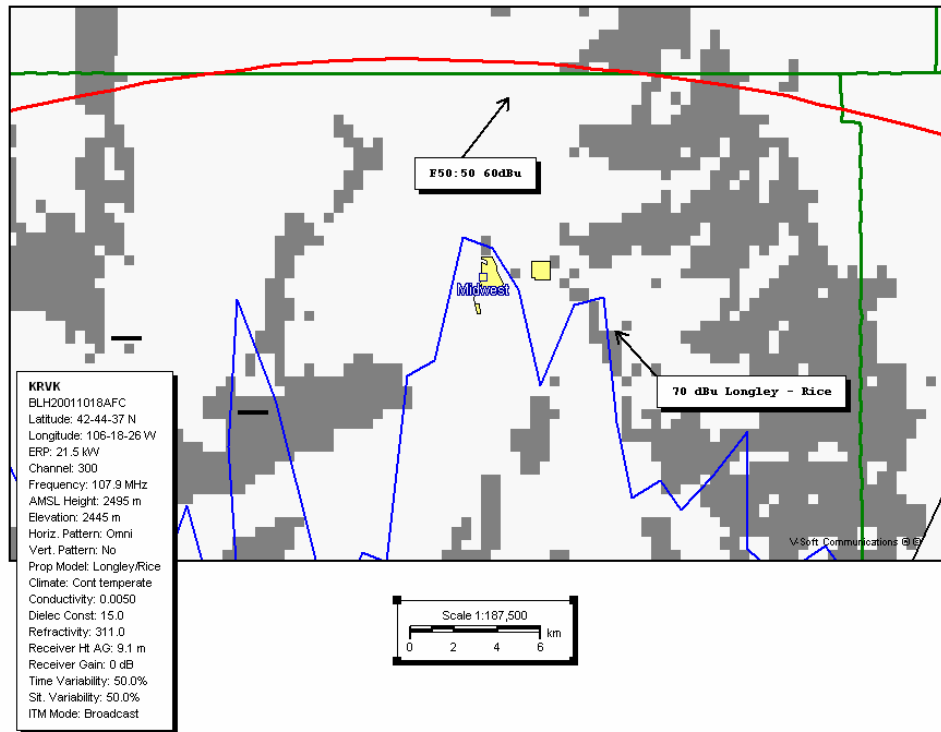 F50:50 60dBu
Midwest
70 dBu Longley - Rice
KRVK
BLH20011018AFC
Latitude: 42-44-37 N
Longitude: 106-18-26 W
ERP: 21.5 kW
Channel: 300
Frequency: 107.9 MHz
AMSL Height: 2495 m
Elevation: 2445 m
Horiz. Pattern: Omni
Vert. Pattern: No
Prop Model: Longley/Rice
Climate: Cont temperate
Conductivity: 0.0050
Dielec Const: 15.0
Refractivity: 311.0
Receiver Ht AG: 9.1 m
Receiver Gain: 0 dB
Time Variability: 50.0%
Sit. Variability: 50.0%
ITM Mode: Broadcast
V-Soft Communications ® ©
Scale 1:187,500
0 2 4 6 km